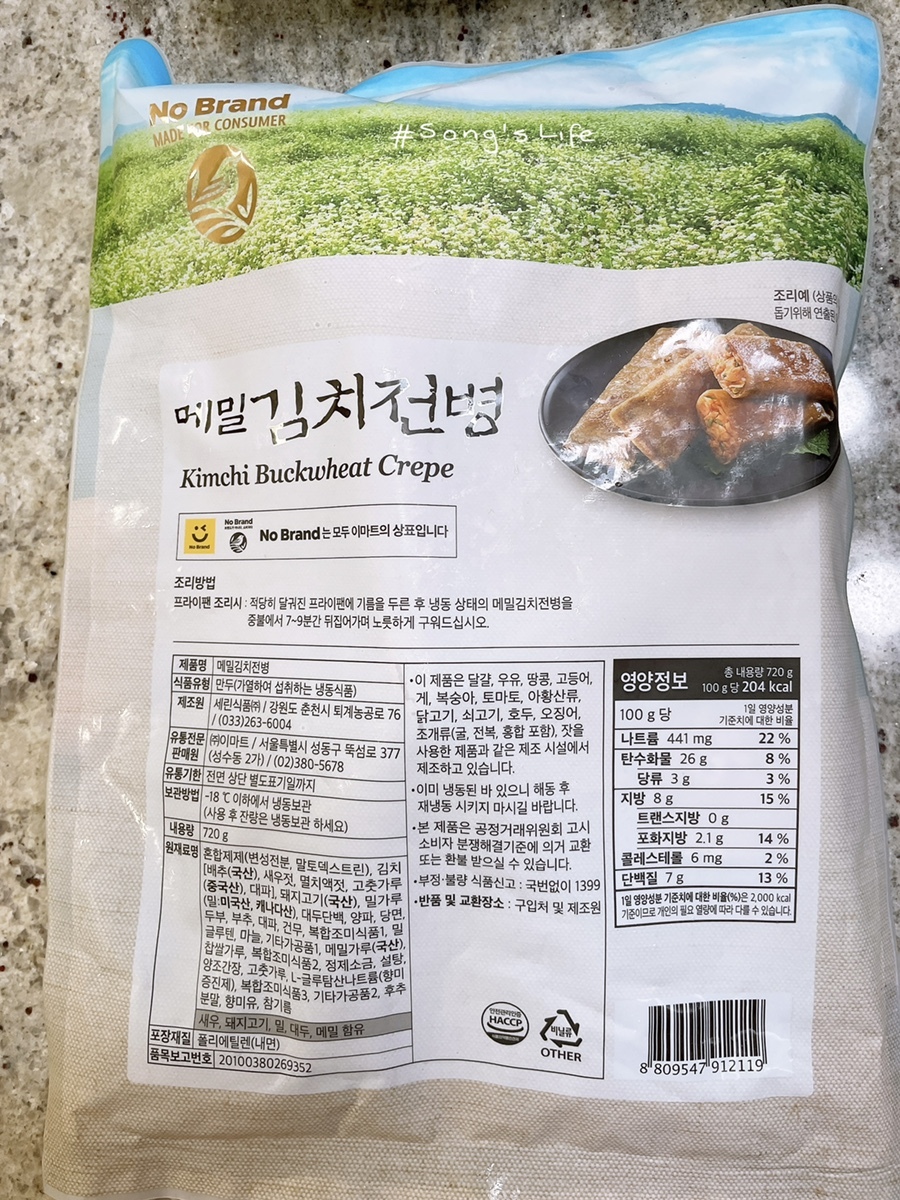 No Brand
MADE FOR CONSUMER
#Song's Life
조리예 (상품의
돕기위해 연출된
메밀김치전병
Kimchi Buckwheat Crepe
No Brand
No Brand
No Brand는 모두 이마트의 상표입니다
조리방법
프라이팬 조리시 : 적당히 달궈진 프라이팬에 기름을 두른 후 냉동 상태의 메밀김치전병을
중불에서 7~9분간 뒤집어가며 노릇하게 구워드십시오.
제품명 메밀김치전병
식품유형 만두(가열하여 섭취하는 냉동식품)
제조원 세린식품㈜ / 강원도 춘천시 퇴계농공로 76
/ (033)263-6004
유통전문
판매원
㈜이마트 / 서울특별시 성동구 뚝섬로 377
(성수동 2가) / (02)380-5678
유통기한 전면 상단 별도표기일까지
보관방법 -18 ℃ 이하에서 냉동보관
(사용 후 잔량은 냉동보관 하세요)
내용량 720 g
원재료명 혼합제제(변성전분, 말토덱스트린), 김치
[배추(국산), 새우젓, 멸치액젓, 고춧가루
(중국산), 대파], 돼지고기(국산), 밀가루
(밀:미국산, 캐나다산), 대두단백, 양파, 당면,
두부, 부추, 대파, 건무, 복합조미식품1, 밀
글루텐, 마늘, 기타가공품1, 메밀가루(국산),
찹쌀가루, 복합조미식품2, 정제소금, 설탕,
양조간장, 고춧가루, L-글루탐산나트륨(향미
증진제), 복합조미식품3, 기타가공품2, 후추
분말, 향미유, 참기름
새우, 돼지고기, 밀, 대두, 메밀 함유
포장재질 폴리에틸렌(내면)
품목보고번호 20100380269352
•이 제품은 달걀, 우유, 땅콩, 고등어,
게, 복숭아, 토마토, 아황산류,
닭고기, 쇠고기, 호두, 오징어,
조개류(굴, 전복, 홍합 포함), 잣을
사용한 제품과 같은 제조 시설에서
제조하고 있습니다.
•이미 냉동된 바 있으니 해동 후
재냉동 시키지 마시길 바랍니다.
•본 제품은 공정거래위원회 고시
소비자 분쟁해결기준에 의거 교환
또는 환불 받으실 수 있습니다.
•부정·불량 식품신고 : 국번없이 1399
•반품 및 교환장소 : 구입처 및 제조원
안전관리인증
HACCP
비닐류
OTHER
영양정보
총 내용량 720 g
100 g 당 204 kcal
100 g 당
1일 영양성분
기준치에 대한 비율
나트륨 441 mg 22 %
탄수화물 26 g 8 %
당류 3 g 3 %
지방 8 g 15 %
트랜스지방 0 g
포화지방 2.1 g 14 %
콜레스테롤 6 mg 2 %
단백질 7 g 13 %
1일 영양성분 기준치에 대한 비율(%)은 2,000 kcal
기준이므로 개인의 필요 열량에 따라 다를 수 있습니다.
8 809547 912119